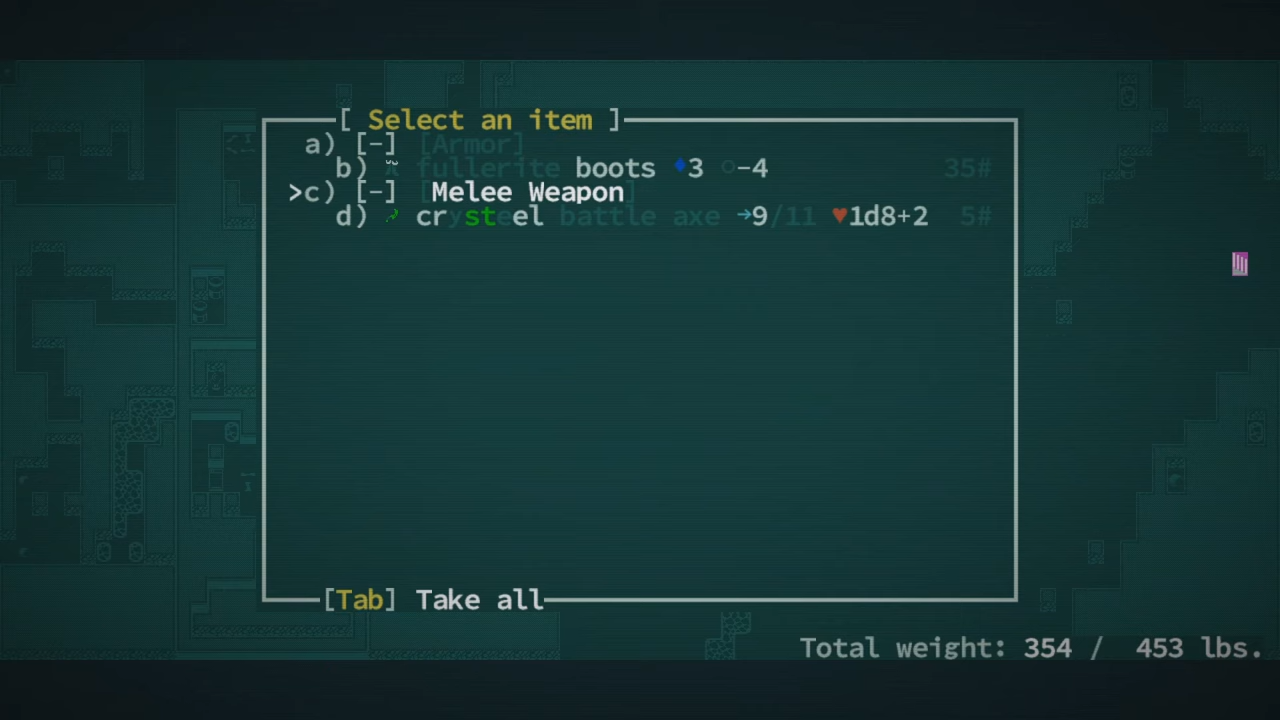 [ Select an item ]
a) [-] [Armor]
b) fullerite boots ♦3 ○-4 35#
>c) [-] [Melee Weapon]
d) crysteel battle axe →9/11 ♥1d8+2 5#
[Tab] Take all
Total weight: 354 / 453 lbs.